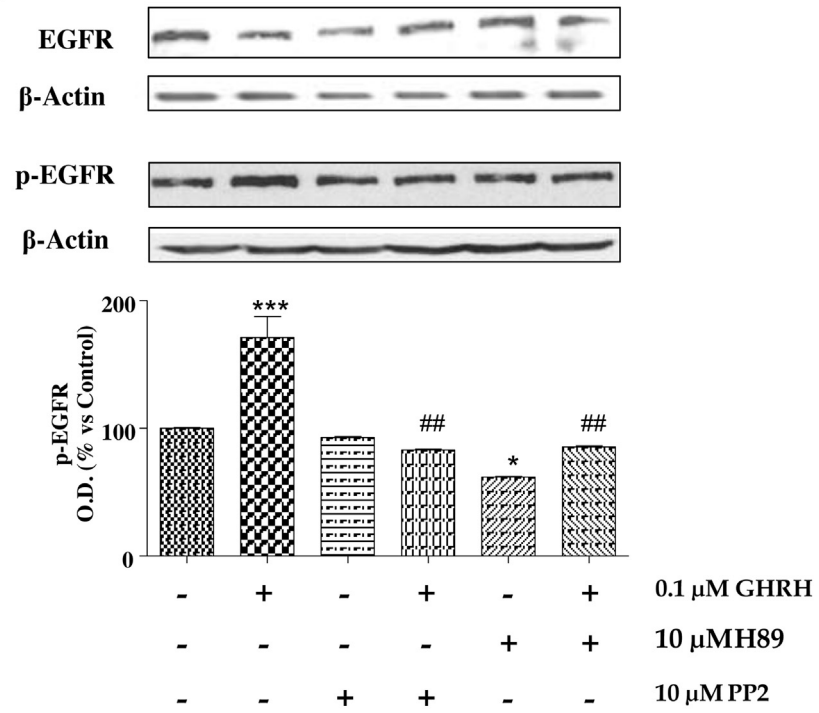 EGFR
β-Actin
p-EGFR
β-Actin
p-EGFR
O.D. (% vs Control)
200
100
0
***
##
*
##
- + - + - + 0.1 μM GHRH
- - - - + + 10 μMH89
- - + + - - 10 μM PP2